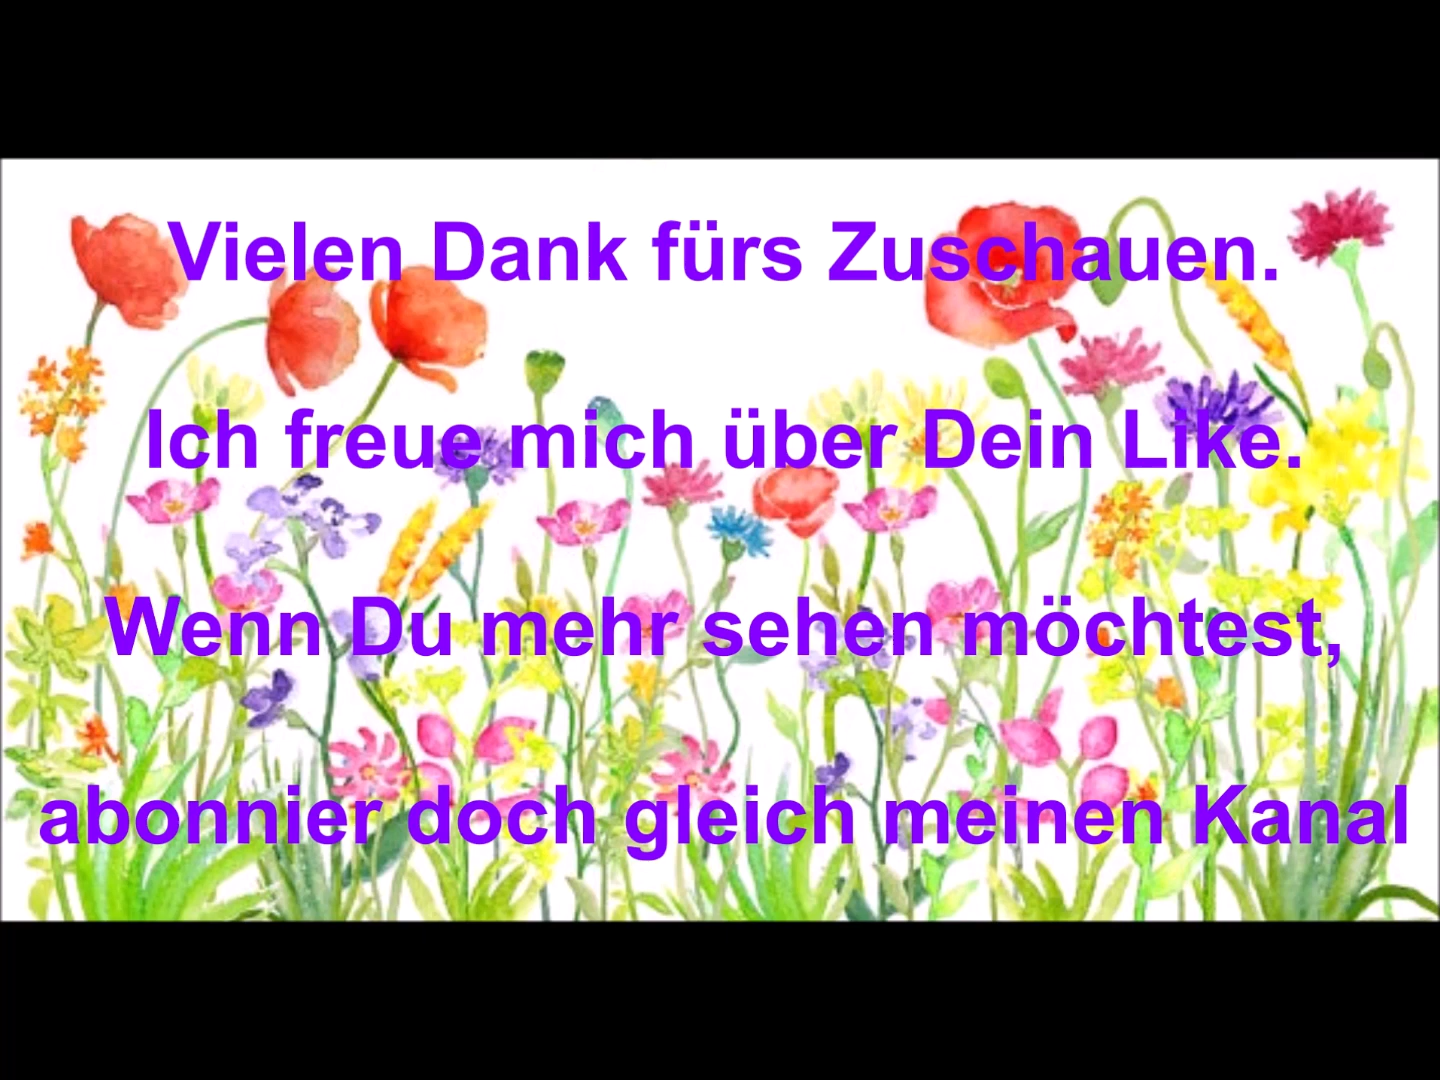 Vielen Dank fürs Zuschauen.
Ich freue mich über Dein Like.
Wenn Du mehr sehen möchtest,
abonnier doch gleich meinen Kanal